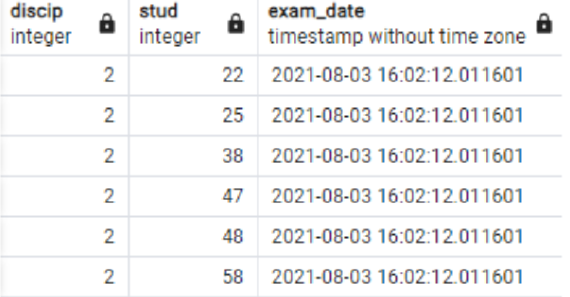 discip stud exam_date
integer integer timestamp without time zone
2 22 2021-08-03 16:02:12.011601
2 25 2021-08-03 16:02:12.011601
2 38 2021-08-03 16:02:12.011601
2 47 2021-08-03 16:02:12.011601
2 48 2021-08-03 16:02:12.011601
2 58 2021-08-03 16:02:12.011601